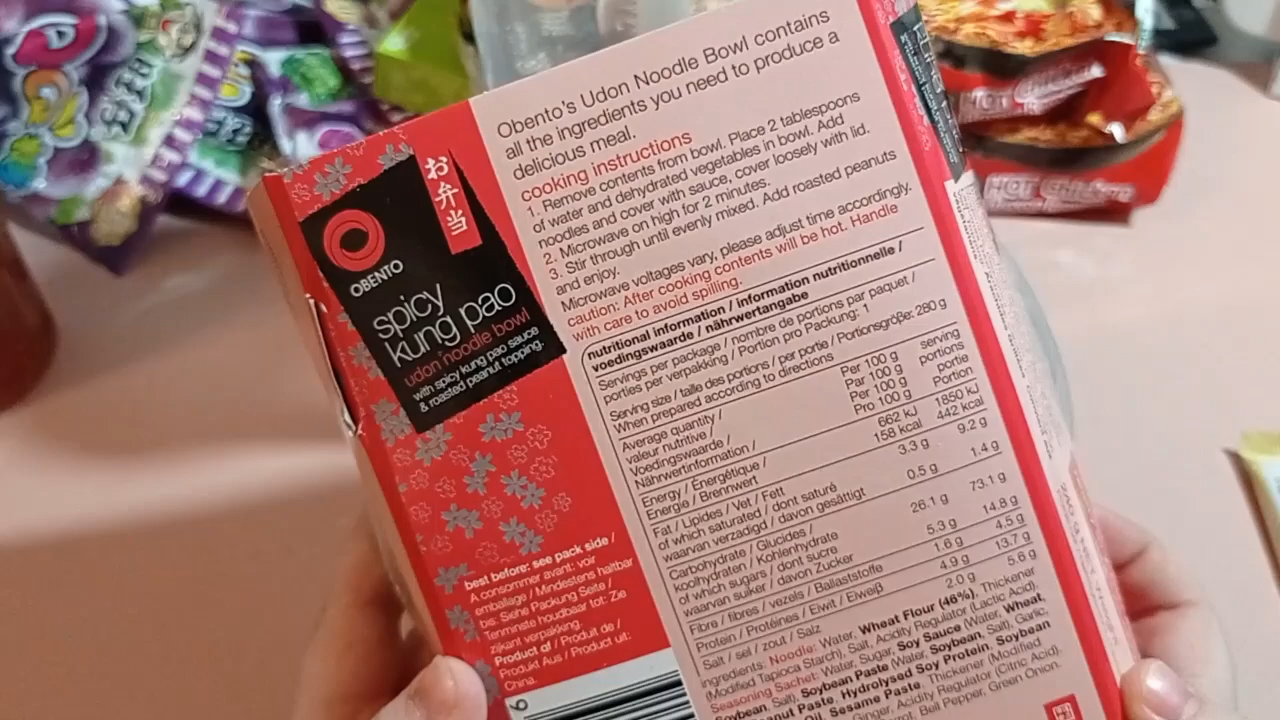 お弁当
OBENTO
spicy
kung pao
udon noodle bowl
with spicy kung pao sauce
& roasted peanut topping.
best before: see pack side /
A consommer avant: voir
emballage / Mindestens haltbar
bis: Siehe Packung Seite /
Tenminste houdbaar tot: Zie
zijkant verpakking.
Product of / Produit de /
Produkt Aus / Product uit:
China.
9
Obento's Udon Noodle Bowl contains
all the ingredients you need to produce a
delicious meal.
cooking instructions
1. Remove contents from bowl. Place 2 tablespoons
of water and dehydrated vegetables in bowl. Add
noodles and cover with sauce, cover loosely with lid.
2. Microwave on high for 2 minutes.
3. Stir through until evenly mixed. Add roasted peanuts
and enjoy.
Microwave voltages vary, please adjust time accordingly.
caution: After cooking contents will be hot. Handle
with care to avoid spilling.
nutritional information / information nutritionnelle /
voedingswaarde / nährwertangabe
Servings per package / nombre de portions par paquet /
porties per verpakking / Portion pro Packung: 1
Serving size / taille des portions / per portie / Portionsgröße: 280 g
When prepared according to directions
Average quantity / Per 100 g serving
valeur nutritive / Par 100 g portions
Voedingswaarde / Per 100 g portie
Nährwertinformation / Pro 100 g Portion
Energy / Énergétique / 662 kJ 1850 kJ
Energie / Brennwert 158 kcal 442 kcal
Fat / Lipides / Vet / Fett 3.3 g 9.2 g
of which saturated / dont saturé
waarvan verzadigd / davon gesättigt 0.5 g 1.4 g
Carbohydrate / Glucides /
koolhydraten / Kohlenhydrate 26.1 g 73.1 g
of which sugars / dont sucre
waarvan suiker / davon Zucker 5.3 g 14.8 g
Fibre / fibres / vezels / Ballaststoffe 1.6 g 4.5 g
Protein / Protéines / Eiwit / Eiweiß 4.9 g 13.7 g
Salt / sel / zout / Salz 2.0 g 5.6 g
ingredients: Noodle: Water, Wheat Flour (46%), Thickener
(Modified Tapioca Starch), Salt, Acidity Regulator (Lactic Acid).
Seasoning Sachet: Water, Sugar, Soy Sauce (Water, Wheat,
Soybean, Salt), Soybean Paste (Water, Soybean, Salt), Garlic,
Paste, Hydrolysed Soy Protein, Soybean
Oil, Sesame Paste, Thickener (Modified
Ginger, Acidity Regulator (Citric Acid).
Bell Pepper, Green Onion.
HOT
HOT